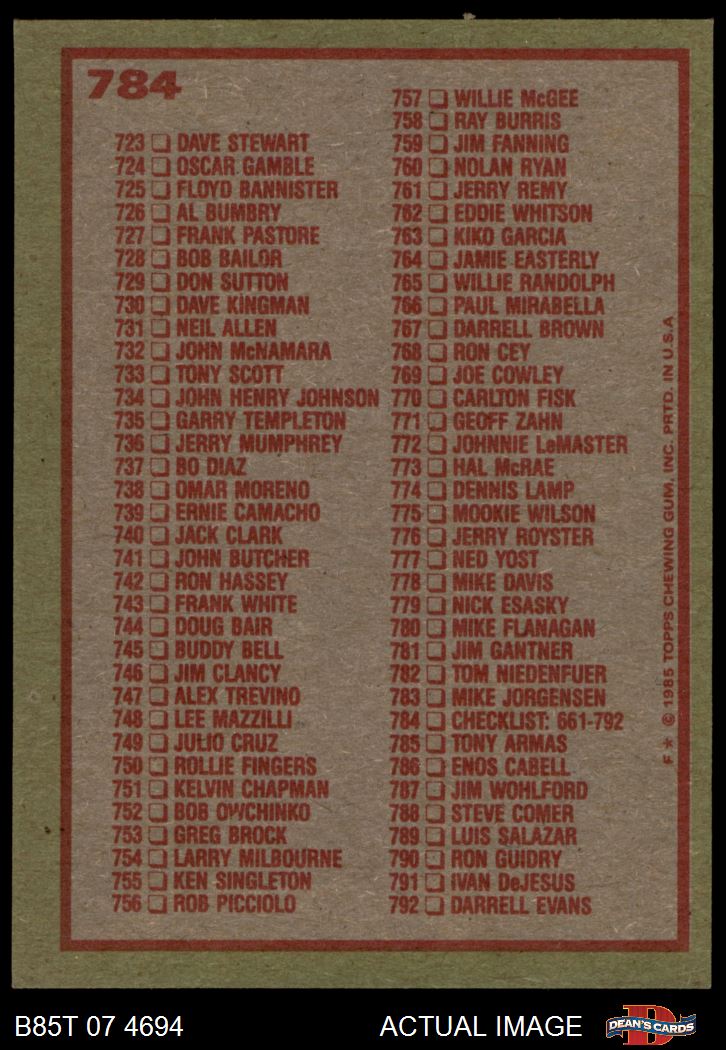 784
723 DAVE STEWART
724 OSCAR GAMBLE
725 FLOYD BANNISTER
726 AL BUMBRY
727 FRANK PASTORE
728 BOB BAILOR
729 DON SUTTON
730 DAVE KINGMAN
731 NEIL ALLEN
732 JOHN McNAMARA
733 TONY SCOTT
734 JOHN HENRY JOHNSON
735 GARRY TEMPLETON
736 JERRY MUMPHREY
737 BO DIAZ
738 OMAR MORENO
739 ERNIE CAMACHO
740 JACK CLARK
741 JOHN BUTCHER
742 RON HASSEY
743 FRANK WHITE
744 DOUG BAIR
745 BUDDY BELL
746 JIM CLANCY
747 ALEX TREVINO
748 LEE MAZZILLI
749 JULIO CRUZ
750 ROLLIE FINGERS
751 KELVIN CHAPMAN
752 BOB OWCHINKO
753 GREG BROCK
754 LARRY MILBOURNE
755 KEN SINGLETON
756 ROB PICCIOLO
757 WILLIE McGEE
758 RAY BURRIS
759 JIM FANNING
760 NOLAN RYAN
761 JERRY REMY
762 EDDIE WHITSON
763 KIKO GARCIA
764 JAMIE EASTERLY
765 WILLIE RANDOLPH
766 PAUL MIRABELLA
767 DARRELL BROWN
768 RON CEY
769 JOE COWLEY
770 CARLTON FISK
771 GEOFF ZAHN
772 JOHNNIE LeMASTER
773 HAL McRAE
774 DENNIS LAMP
775 MOOKIE WILSON
776 JERRY ROYSTER
777 NED YOST
778 MIKE DAVIS
779 NICK ESASKY
780 MIKE FLANAGAN
781 JIM GANTNER
782 TOM NIEDENFUER
783 MIKE JORGENSEN
784 CHECKLIST: 661-792
785 TONY ARMAS
786 ENOS CABELL
787 JIM WOHLFORD
788 STEVE COMER
789 LUIS SALAZAR
790 RON GUIDRY
791 IVAN DeJESUS
792 DARRELL EVANS
F ★ © 1985 TOPPS CHEWING GUM, INC. PRTD. IN U.S.A
B85T 07 4694
ACTUAL IMAGE
D
DEAN'S CARDS